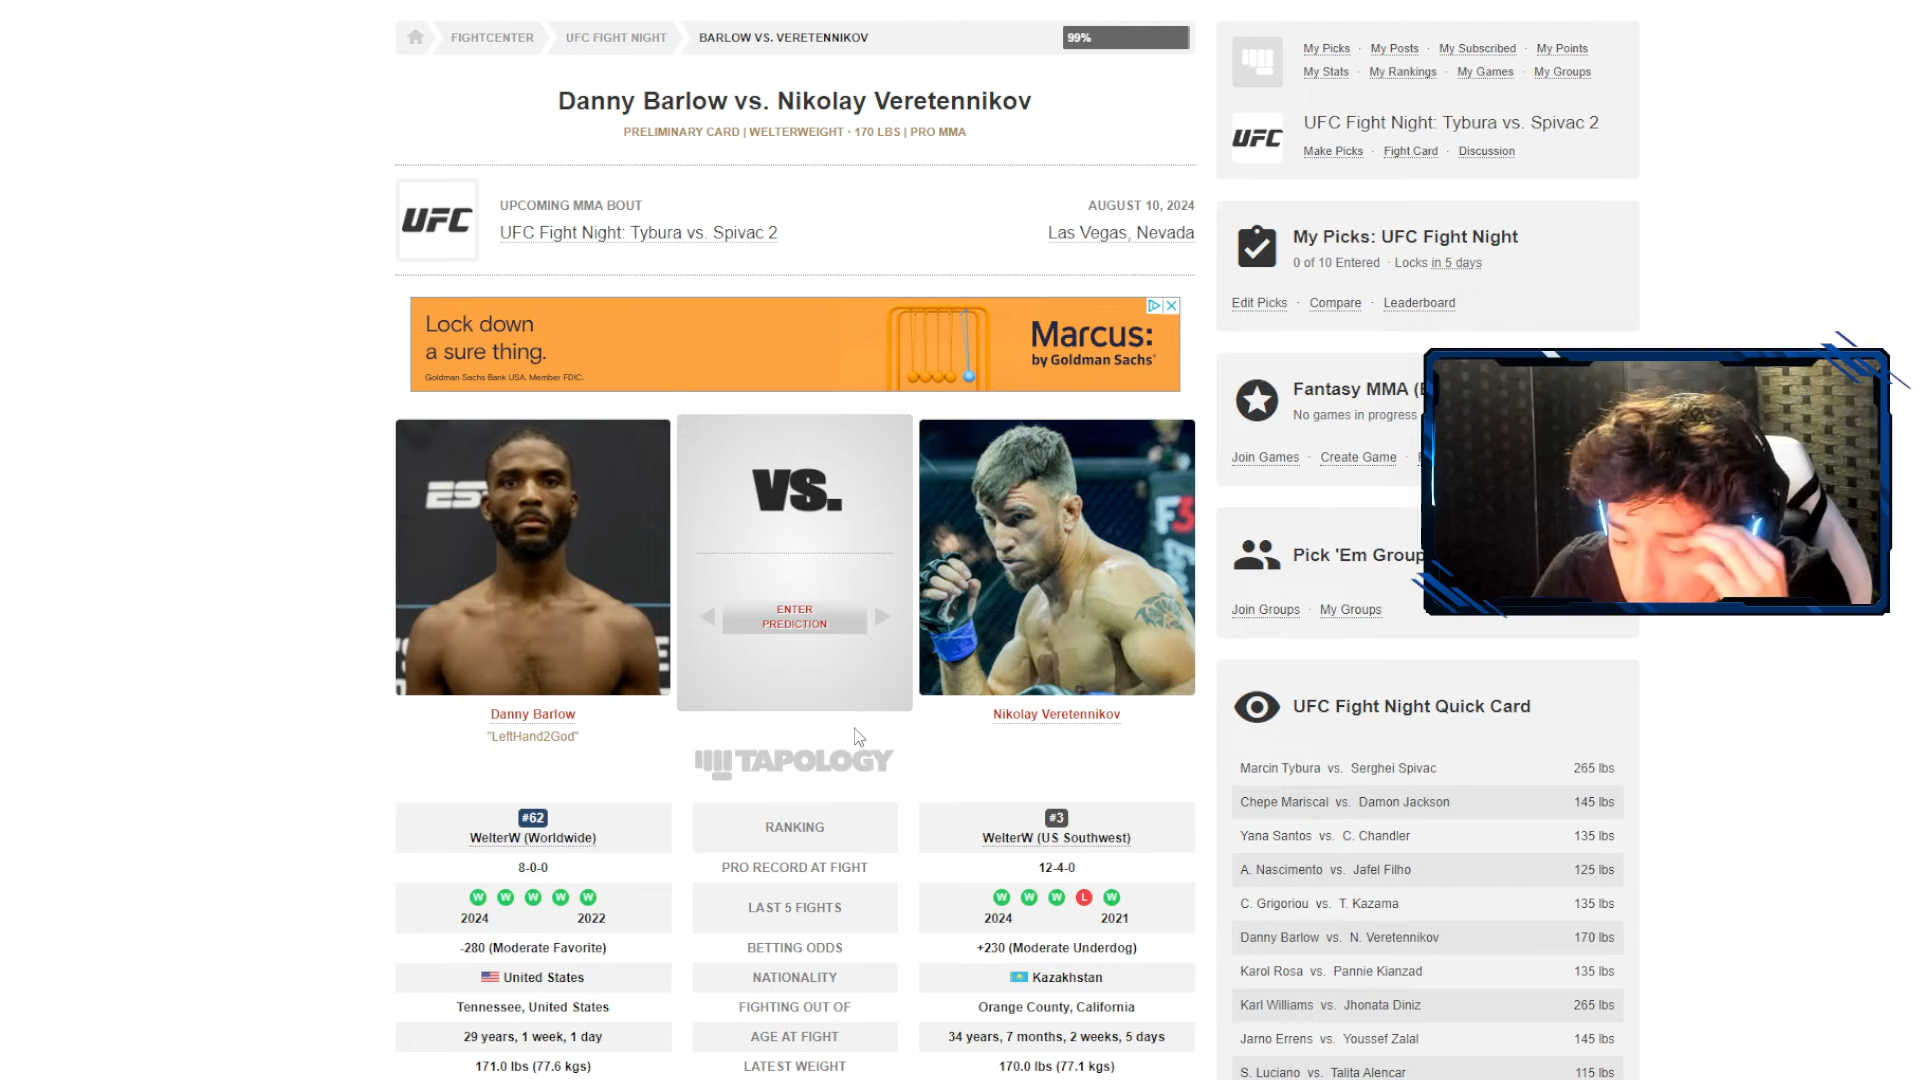 FIGHTCENTER
UFC FIGHT NIGHT
BARLOW VS. VERETENNIKOV
99%
Danny Barlow vs. Nikolay Veretennikov
PRELIMINARY CARD | WELTERWEIGHT · 170 LBS | PRO MMA
UFC
UPCOMING MMA BOUT
UFC Fight Night: Tybura vs. Spivac 2
AUGUST 10, 2024
Las Vegas, Nevada
Lock down
a sure thing.
Goldman Sachs Bank USA. Member FDIC.
Marcus:
by Goldman Sachs®
ES
VS.
ENTER
PREDICTION
F3
Danny Barlow
"LeftHand2God"
Nikolay Veretennikov
TAPOLOGY
#62
WelterW (Worldwide)
RANKING
#3
WelterW (US Southwest)
8-0-0
PRO RECORD AT FIGHT
12-4-0
W W W W W
2024 2022
LAST 5 FIGHTS
W W W L W
2024 2021
-280 (Moderate Favorite)
BETTING ODDS
+230 (Moderate Underdog)
United States
NATIONALITY
Kazakhstan
Tennessee, United States
FIGHTING OUT OF
Orange County, California
29 years, 1 week, 1 day
AGE AT FIGHT
34 years, 7 months, 2 weeks, 5 days
171.0 lbs (77.6 kgs)
LATEST WEIGHT
170.0 lbs (77.1 kgs)
My Picks · My Posts · My Subscribed · My Points
My Stats · My Rankings · My Games · My Groups
UFC
UFC Fight Night: Tybura vs. Spivac 2
Make Picks · Fight Card · Discussion
My Picks: UFC Fight Night
0 of 10 Entered · Locks in 5 days
Edit Picks · Compare · Leaderboard
Fantasy MMA (
No games in progress
Join Games · Create Game ·
Pick 'Em Group
Join Groups · My Groups
UFC Fight Night Quick Card
Marcin Tybura vs. Serghei Spivac 265 lbs
Chepe Mariscal vs. Damon Jackson 145 lbs
Yana Santos vs. C. Chandler 135 lbs
A. Nascimento vs. Jafel Filho 125 lbs
C. Grigoriou vs. T. Kazama 135 lbs
Danny Barlow vs. N. Veretennikov 170 lbs
Karol Rosa vs. Pannie Kianzad 135 lbs
Karl Williams vs. Jhonata Diniz 265 lbs
Jarno Errens vs. Youssef Zalal 145 lbs
S. Luciano vs. Talita Alencar 115 lbs